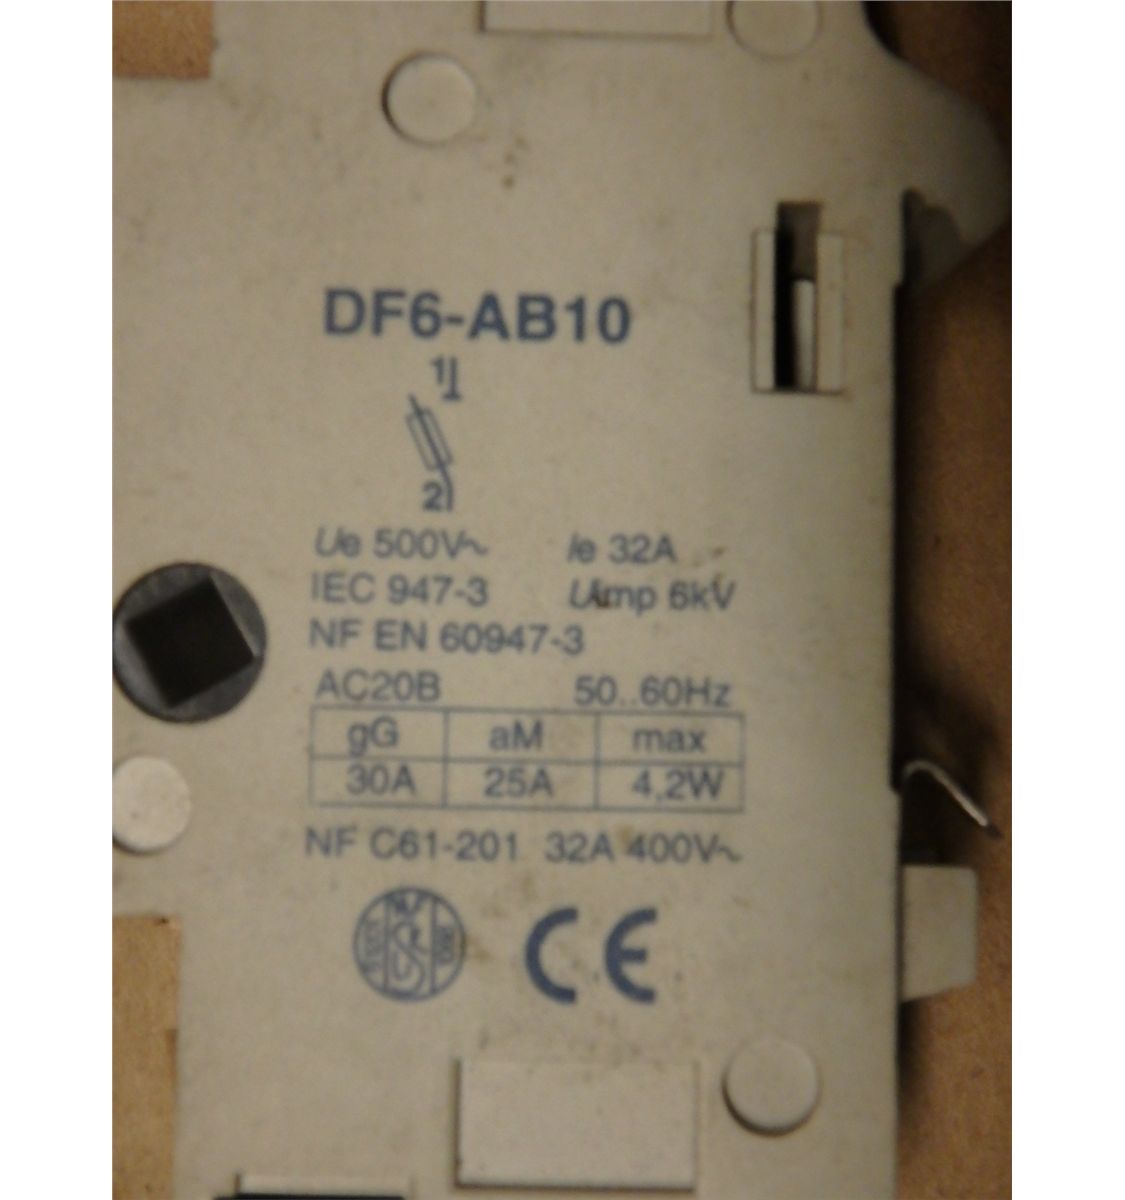 DF6-AB10
1
2
Ue 500V~ Ie 32A
IEC 947-3 Uimp 6kV
NF EN 60947-3
AC20B 50..60Hz
gG aM max
30A 25A 4,2W
NF C61-201 32A 400V~
CE